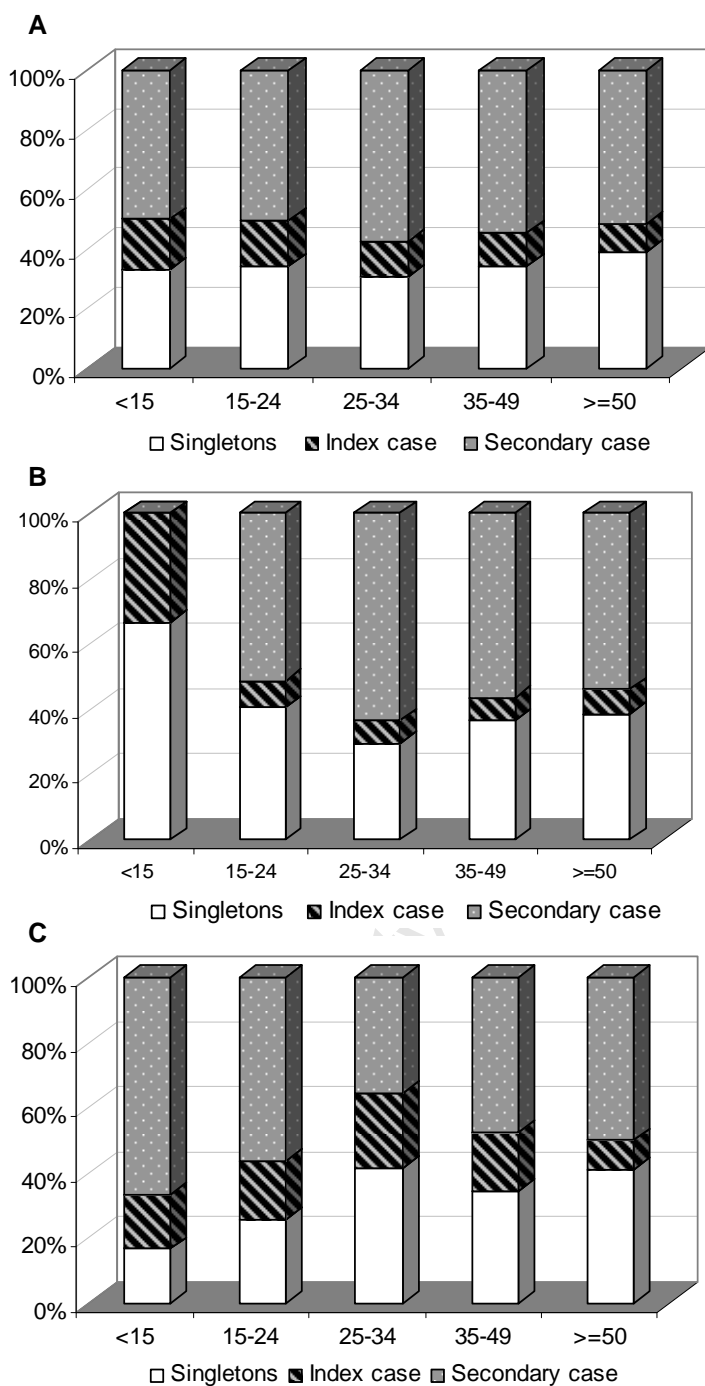 A
100%
80%
60%
40%
20%
0%
<15 15-24 25-34 35-49 >=50
Singletons Index case Secondary case
B
100%
80%
60%
40%
20%
0%
<15 15-24 25-34 35-49 >=50
Singletons Index case Secondary case
C
100%
80%
60%
40%
20%
0%
<15 15-24 25-34 35-49 >=50
Singletons Index case Secondary case